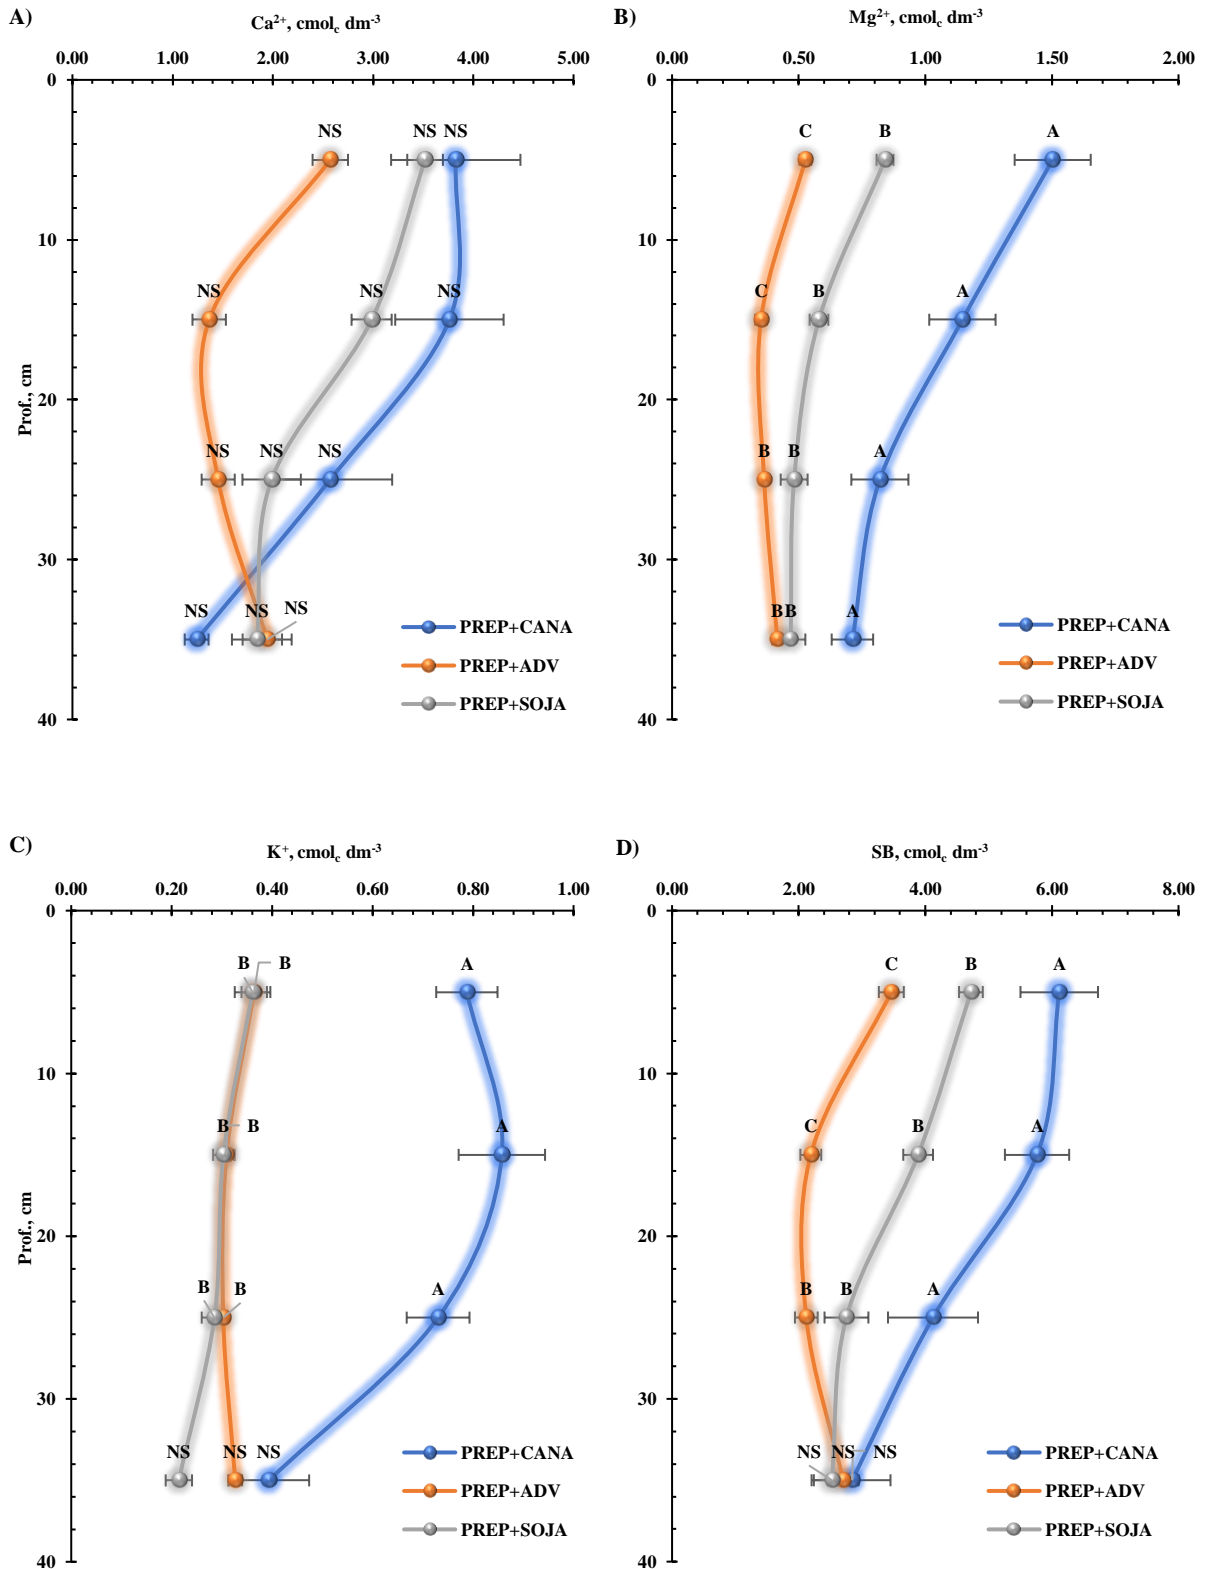 A)
Ca²⁺, cmol꜀ dm⁻³
0.00 1.00 2.00 3.00 4.00 5.00
0
NS NS NS
10
NS NS NS
Prof., cm
20
NS NS NS
30
NS NS NS
PREP+CANA
PREP+ADV
PREP+SOJA
40
B)
Mg²⁺, cmol꜀ dm⁻³
0.00 0.50 1.00 1.50 2.00
0
C B A
10
C B A
20
B B A
30
B B A
PREP+CANA
PREP+ADV
PREP+SOJA
40
C)
K⁺, cmol꜀ dm⁻³
0.00 0.20 0.40 0.60 0.80 1.00
0
B B A
10
B B A
Prof., cm
20
B B A
30
NS NS NS
PREP+CANA
PREP+ADV
PREP+SOJA
40
D)
SB, cmol꜀ dm⁻³
0.00 2.00 4.00 6.00 8.00
0
C B A
10
C B A
20
B B A
30
NS NS NS
PREP+CANA
PREP+ADV
PREP+SOJA
40